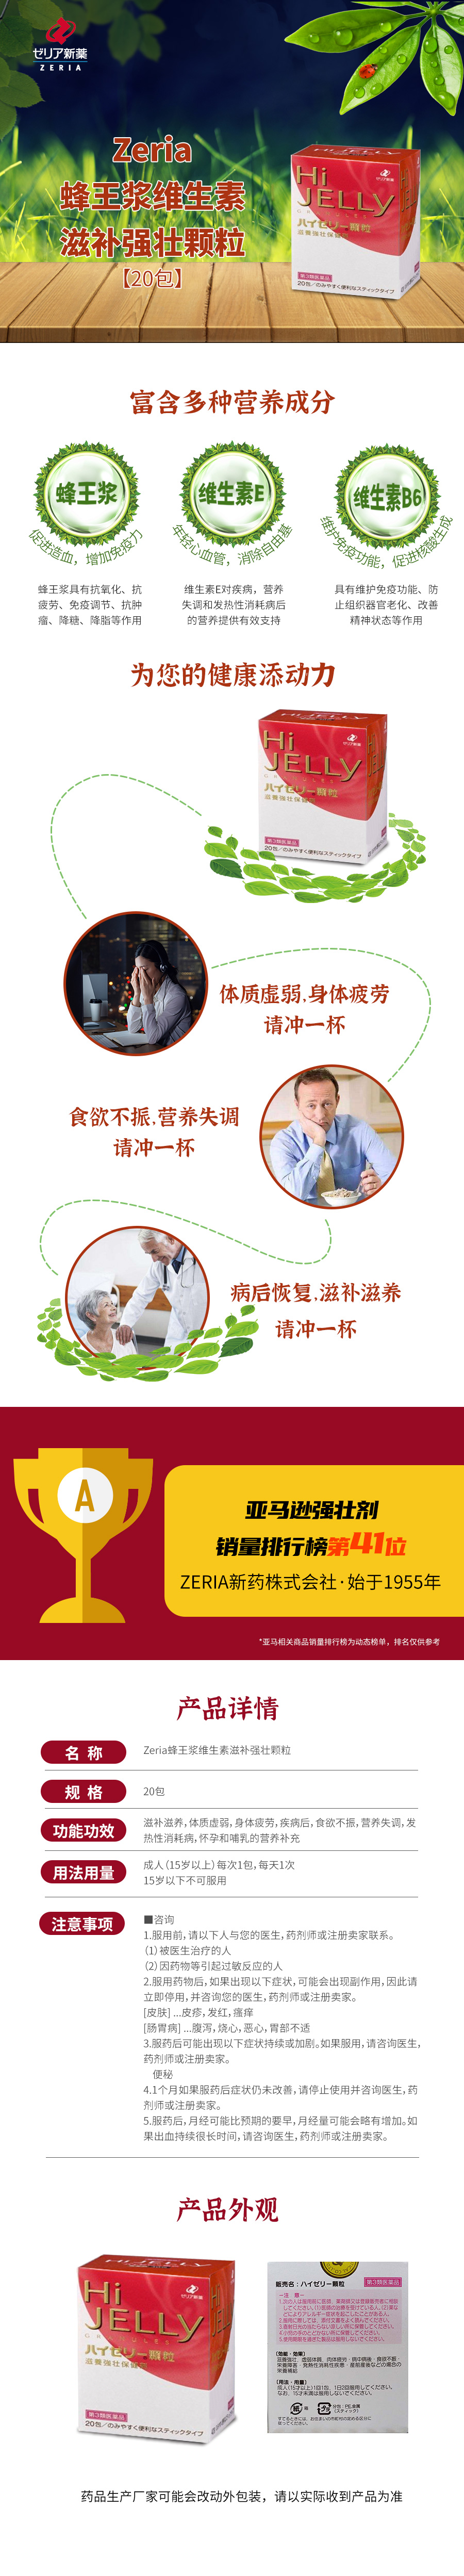 ゼリア新薬
ZERIA
Zeria
蜂王浆维生素
滋补强壮颗粒
【20包】
ゼリア新薬
Hi
JELLY
GRANULES
ハイゼリー顆粒
滋養強壮保健薬
第3類医薬品
20包/のみやすく便利なスティックタイプ
富含多种营养成分
蜂王浆
促进造血，增加免疫力
蜂王浆具有抗氧化、抗
疲劳、免疫调节、抗肿
瘤、降糖、降脂等作用
维生素E
年轻心血管，消除自由基
维生素E对疾病，营养
失调和发热性消耗病后
的营养提供有效支持
维生素B6
维护免疫功能，促进核酸生成
具有维护免疫功能、防
止组织器官老化、改善
精神状态等作用
为您的健康添动力
ゼリア新薬
Hi
JELLY
GRANULES
ハイゼリー顆粒
滋養強壮保健薬
第3類医薬品
20包/のみやすく便利なスティックタイプ
体质虚弱,身体疲劳
请冲一杯
食欲不振,营养失调
请冲一杯
病后恢复,滋补滋养
请冲一杯
A
亚马逊强壮剂
销量排行榜第41位
ZERIA新药株式会社·始于1955年
*亚马相关商品销量排行榜为动态榜单，排名仅供参考
产品详情
名 称
Zeria蜂王浆维生素滋补强壮颗粒
规 格
20包
功能功效
滋补滋养,体质虚弱,身体疲劳,疾病后,食欲不振,营养失调,发
热性消耗病,怀孕和哺乳的营养补充
用法用量
成人（15岁以上）每次1包,每天1次
15岁以下不可服用
注意事项
■咨询
1.服用前,请以下人与您的医生,药剂师或注册卖家联系。
（1）被医生治疗的人
（2）因药物等引起过敏反应的人
2.服用药物后,如果出现以下症状,可能会出现副作用,因此请
立即停用,并咨询您的医生,药剂师或注册卖家。
[皮肤] ...皮疹,发红,瘙痒
[肠胃病] ...腹泻,烧心,恶心,胃部不适
3.服药后可能出现以下症状持续或加剧。如果服用,请咨询医生,
药剂师或注册卖家。
便秘
4.1个月如果服药后症状仍未改善,请停止使用并咨询医生,药
剂师或注册卖家。
5.服药后,月经可能比预期的要早,月经量可能会略有增加。如
果出血持续很长时间,请咨询医生,药剂师或注册卖家。
产品外观
ゼリア新薬
Hi
JELLY
GRANULES
ハイゼリー顆粒
滋養強壮保健薬
第3類医薬品
20包/のみやすく便利なスティックタイプ
販売名：ハイゼリー顆粒
第3類医薬品
〔効能・効果〕
〔用法・用量〕
药品生产厂家可能会改动外包装，请以实际收到产品为准